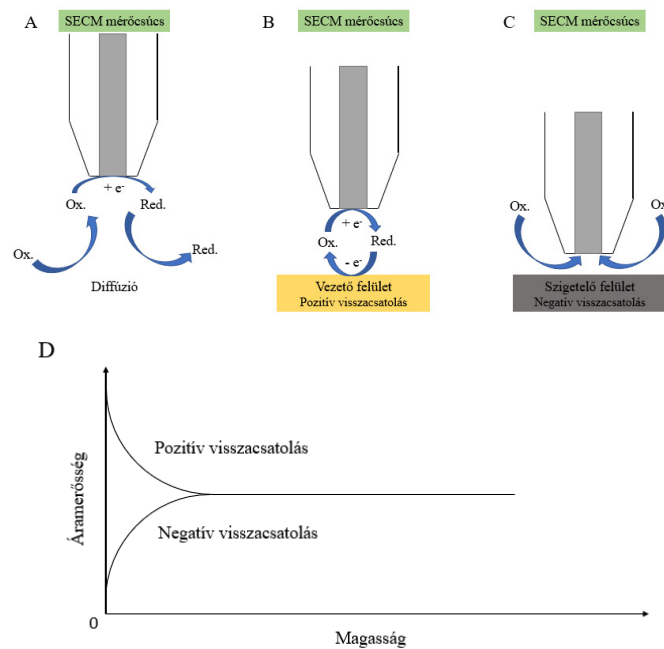 A
SECM mérőcsúcs
+ e-
Ox.
Red.
Ox.
Red.
Diffúzió
B
SECM mérőcsúcs
+ e-
Ox.
Red.
- e-
Vezető felület
Pozitív visszacsatolás
C
SECM mérőcsúcs
Ox.
Ox
Szigetelő felület
Negatív visszacsatolás
D
Áramerősség
Pozitív visszacsatolás
Negatív visszacsatolás
0
Magasság